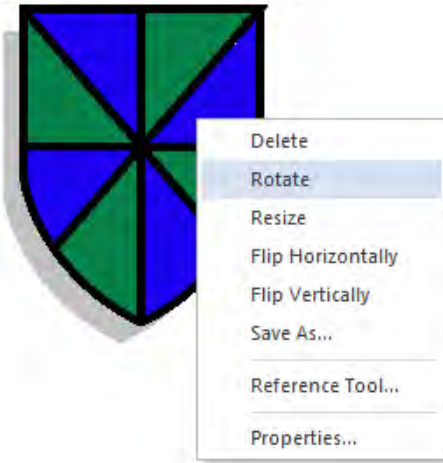 Delete
Rotate
Resize
Flip Horizontally
Flip Vertically
Save As...
Reference Tool...
Properties...